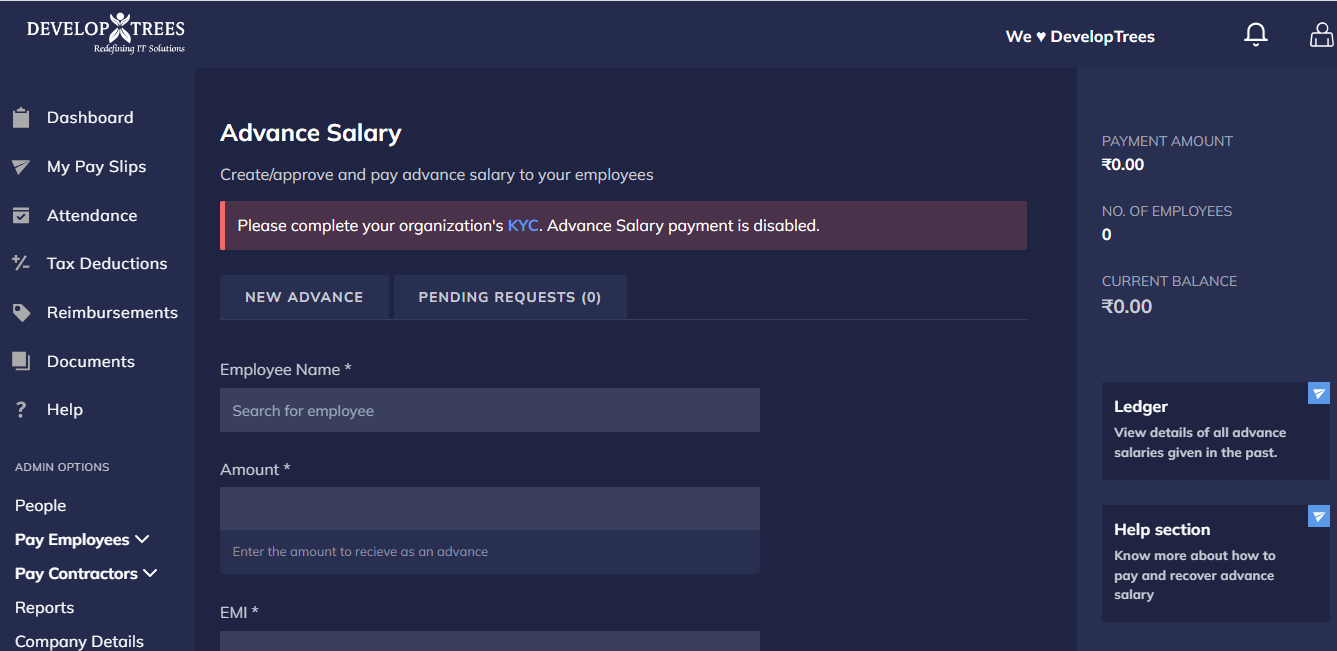 DEVELOP TREES
Redefining IT Solutions
We ♥ DevelopTrees
Dashboard
My Pay Slips
Attendance
Tax Deductions
Reimbursements
Documents
Help
ADMIN OPTIONS
People
Pay Employees
Pay Contractors
Reports
Company Details
Advance Salary
Create/approve and pay advance salary to your employees
Please complete your organization's KYC. Advance Salary payment is disabled.
NEW ADVANCE
PENDING REQUESTS (0)
Employee Name *
Search for employee
Amount *
Enter the amount to recieve as an advance
EMI *
PAYMENT AMOUNT
₹0.00
NO. OF EMPLOYEES
0
CURRENT BALANCE
₹0.00
Ledger
View details of all advance
salaries given in the past.
Help section
Know more about how to
pay and recover advance
salary